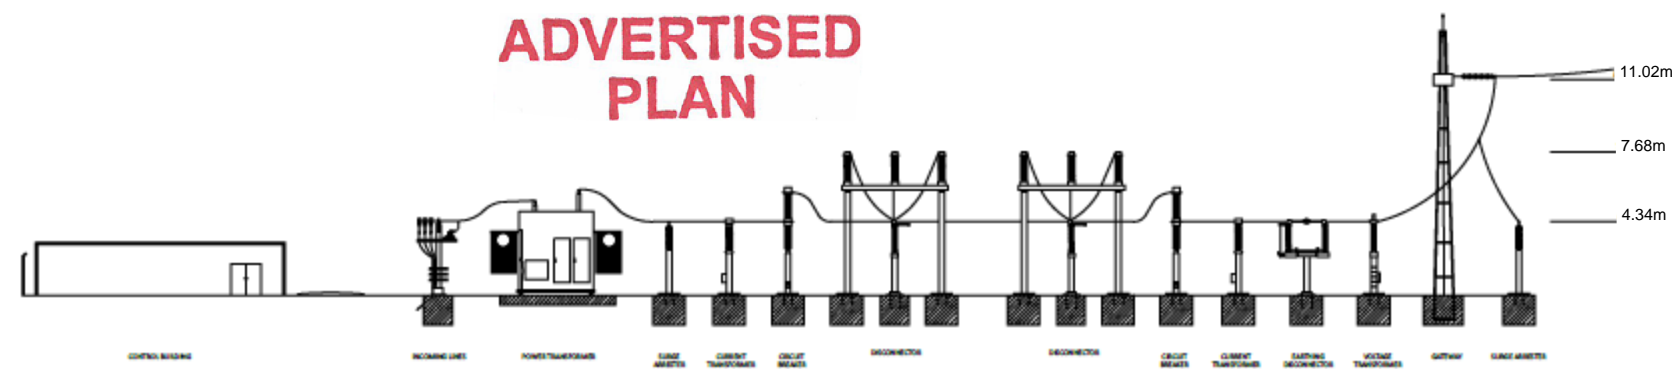 ADVERTISED
PLAN
11.02m
7.68m
4.34m
CONTROL BUILDING
INCOMING LINES
POWER TRANSFORMER
SURGE
ARRESTER
CURRENT
TRANSFORMER
CIRCUIT
BREAKER
DISCONNECTOR
DISCONNECTOR
CIRCUIT
BREAKER
CURRENT
TRANSFORMER
EARTHING
DISCONNECTOR
VOLTAGE
TRANSFORMER
GATEWAY
SURGE ARRESTER